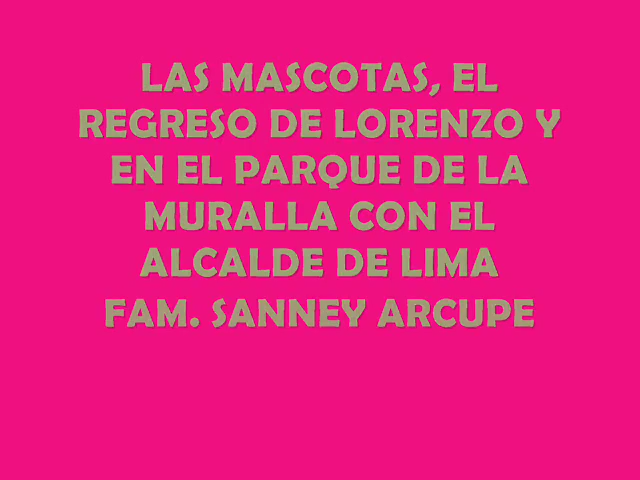 LAS MASCOTAS, EL
REGRESO DE LORENZO Y
EN EL PARQUE DE LA
MURALLA CON EL
ALCALDE DE LIMA
FAM. SANNEY ARCUPE